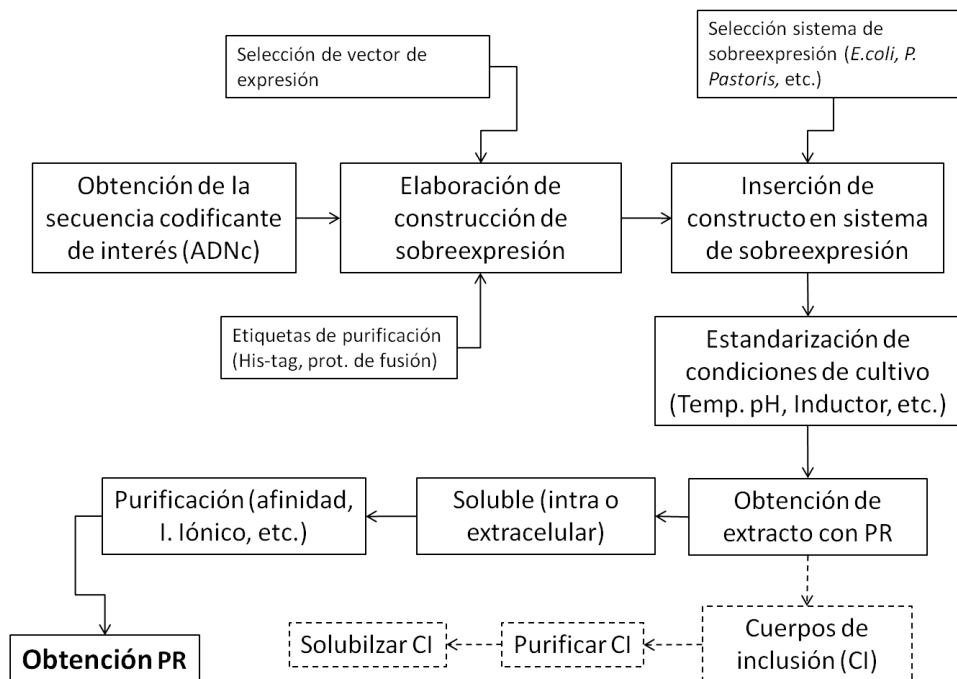 Selección de vector de
expresión
Selección sistema de
sobreexpresión (E.coli, P.
Pastoris, etc.)
Obtención de la
secuencia codificante
de interés (ADNc)
Elaboración de
construcción de
sobreexpresión
Inserción de
constructo en sistema
de sobreexpresión
Etiquetas de purificación
(His-tag, prot. de fusión)
Estandarización de
condiciones de cultivo
(Temp. pH, Inductor, etc.)
Purificación (afinidad,
I. Iónico, etc.)
Soluble (intra o
extracelular)
Obtención de
extracto con PR
Obtención PR
Solubilzar CI
Purificar CI
Cuerpos de
inclusión (CI)